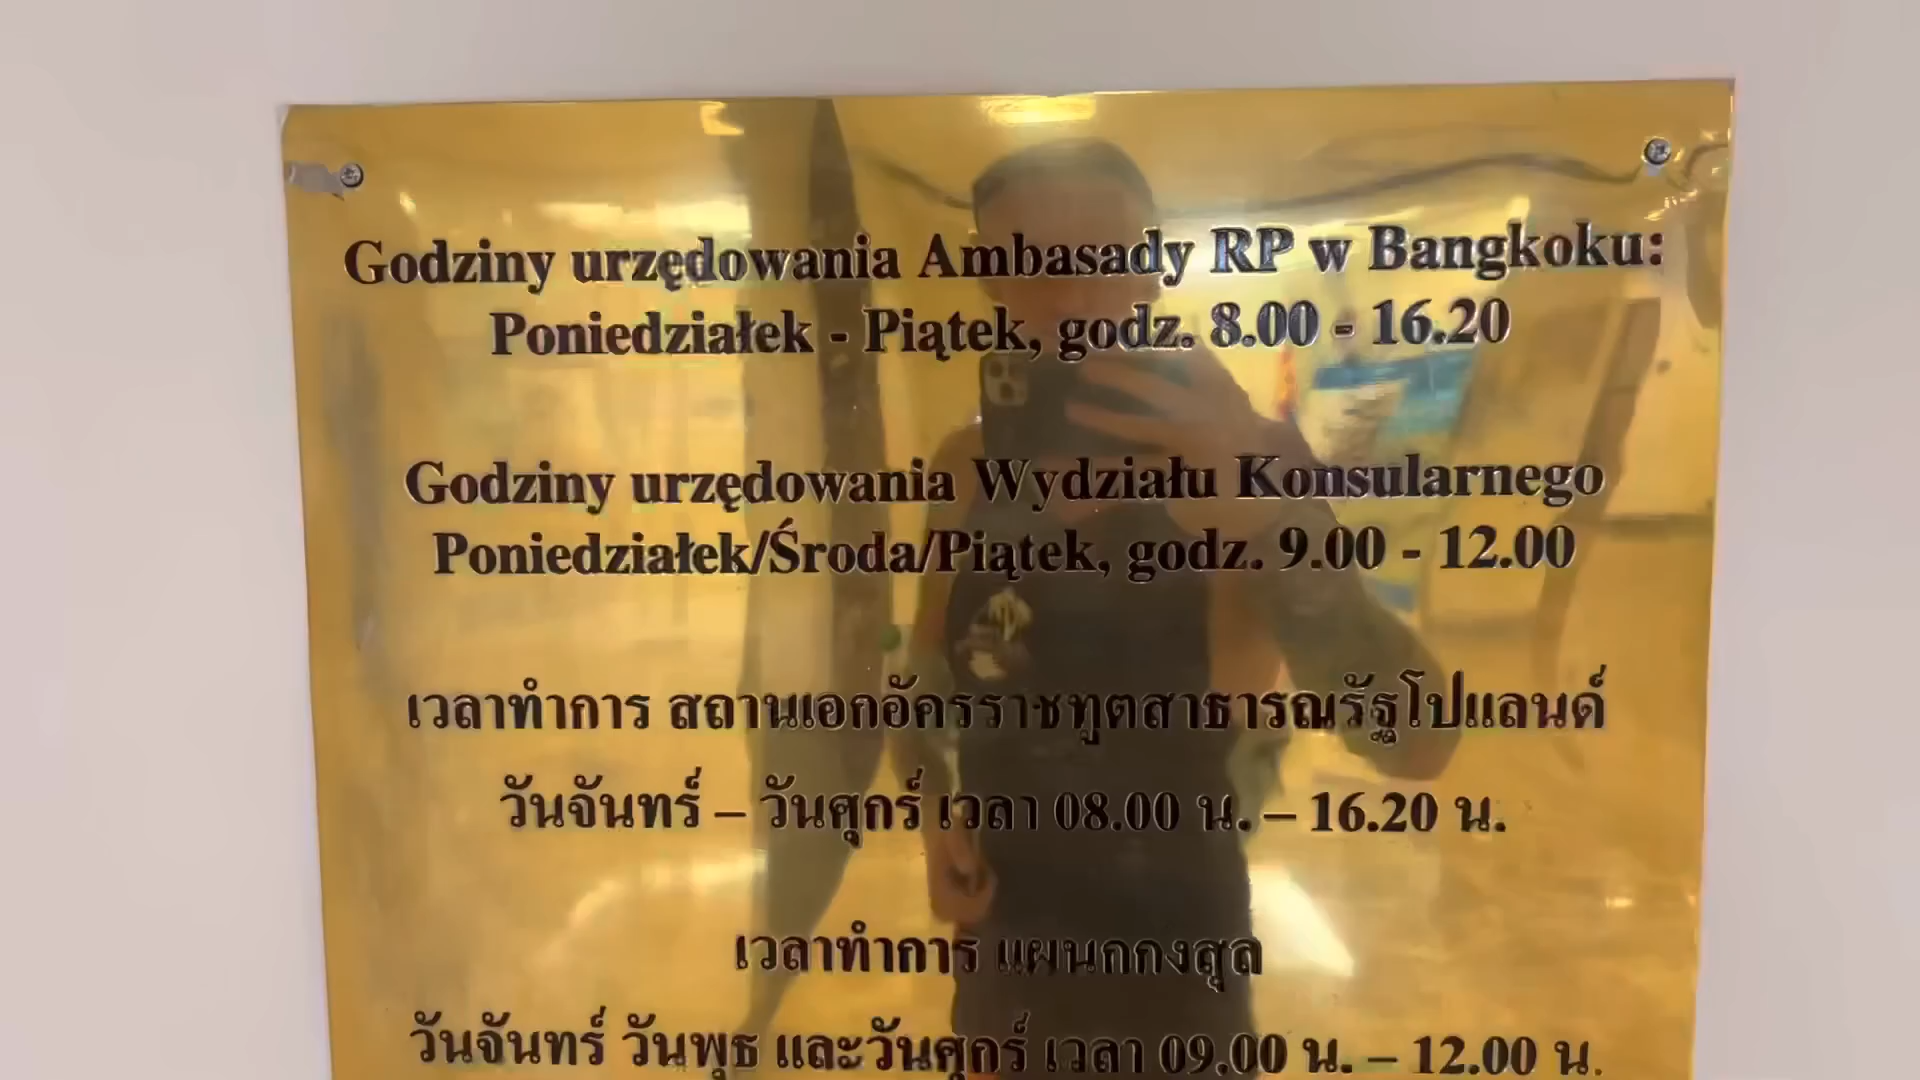 Godziny urzędowania Ambasady RP w Bangkoku:
Poniedziałek - Piątek, godz. 8.00 - 16.20
Godziny urzędowania Wydziału Konsularnego
Poniedziałek/Środa/Piątek, godz. 9.00 - 12.00
เวลาทำการ สถานเอกอัครราชทูตสาธารณรัฐโปแลนด์
วันจันทร์ – วันศุกร์ เวลา 08.00 น. – 16.20 น.
เวลาทำการ แผนกกงสุล
วันจันทร์ วันพุธ และวันศุกร์ เวลา 09.00 น. – 12.00 น.